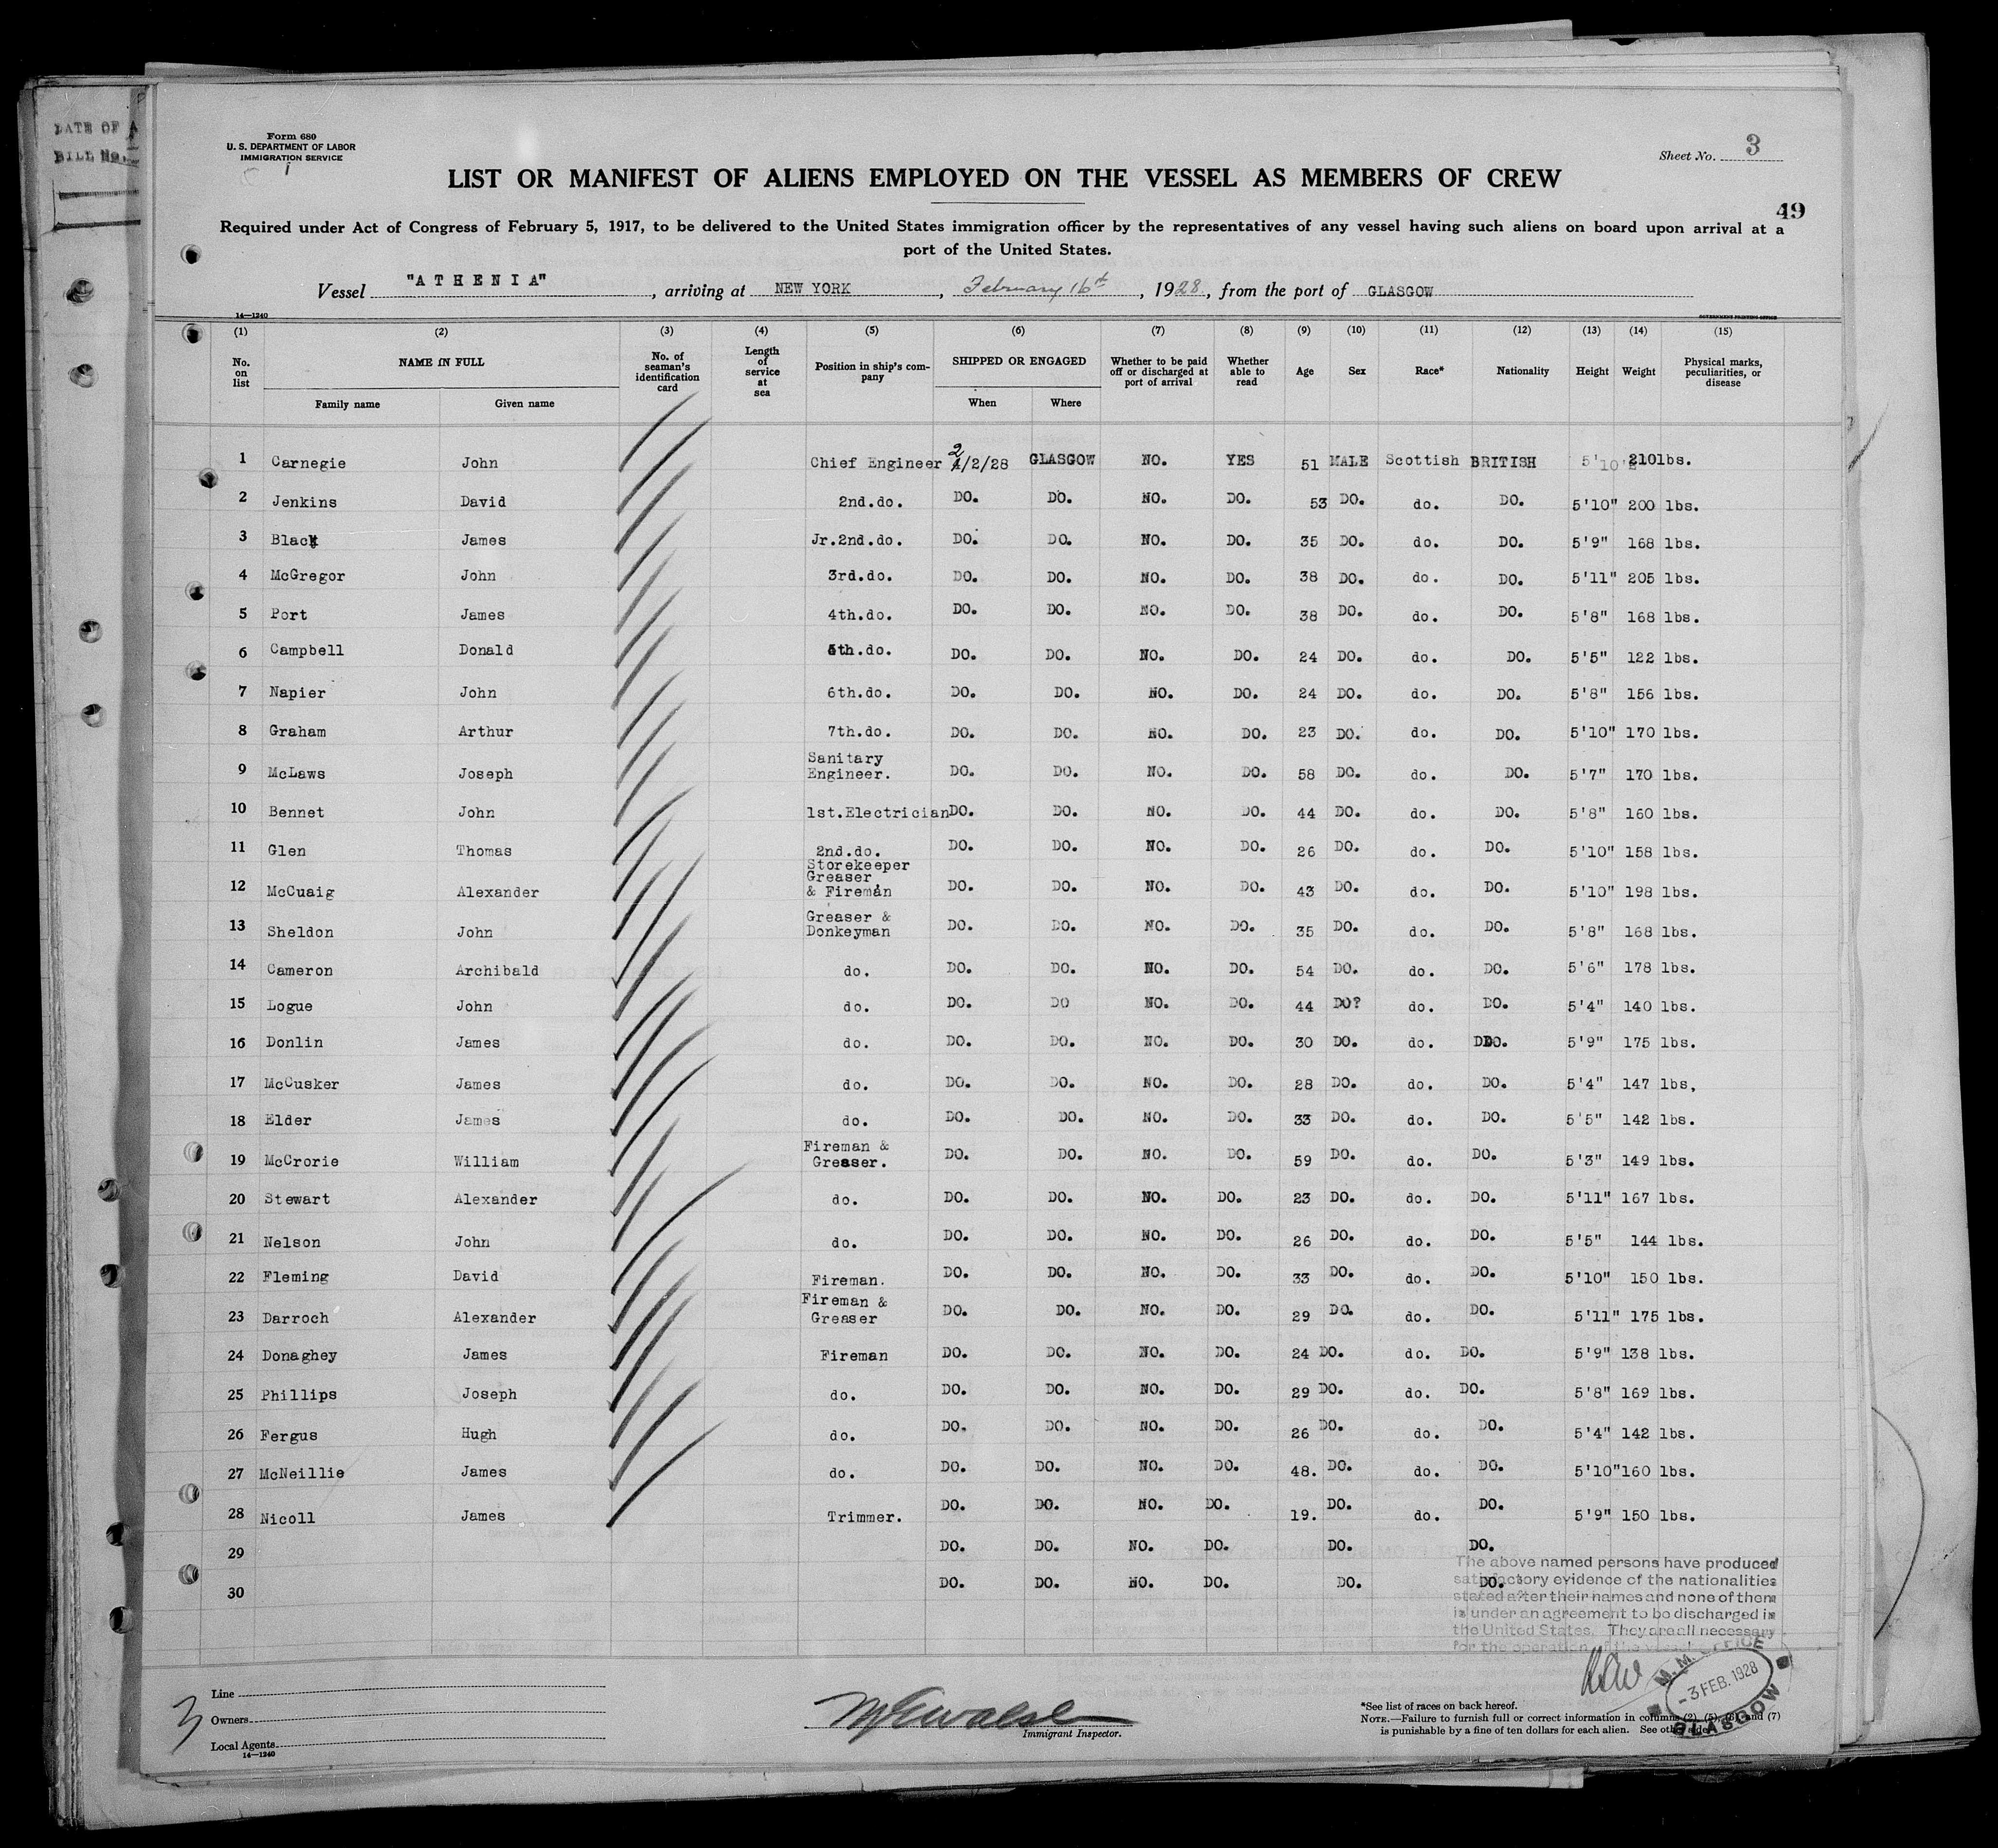 DATE OF A
BILL No.
Form 680
U. S. DEPARTMENT OF LABOR
IMMIGRATION SERVICE
Sheet No. 3
LIST OR MANIFEST OF ALIENS EMPLOYED ON THE VESSEL AS MEMBERS OF CREW
49
Required under Act of Congress of February 5, 1917, to be delivered to the United States immigration officer by the representatives of any vessel having such aliens on board upon arrival at a
port of the United States.
Vessel "ATHENIA", arriving at NEW YORK, February 16th, 1928, from the port of GLASGOW
14—1240 GOVERNMENT PRINTING OFFICE
(1) (2) (3) (4) (5) (6) (7) (8) (9) (10) (11) (12) (13) (14) (15)
No. on list NAME IN FULL No. of seaman's identification card Length of service at sea Position in ship's company SHIPPED OR ENGAGED Whether to be paid off or discharged at port of arrival Whether able to read Age Sex Race* Nationality Height Weight Physical marks, peculiarities, or disease
Family name Given name When Where
1 Carnegie John Chief Engineer 2/2/28 GLASGOW NO. YES 51 MALE Scottish BRITISH 5'10" 210lbs.
2 Jenkins David 2nd.do. DO. DO. NO. DO. 53 DO. do. DO. 5'10" 200 lbs.
3 Black James Jr.2nd.do. DO. DO. NO. DO. 35 DO. do. DO. 5'9" 168 lbs.
4 McGregor John 3rd.do. DO. DO. NO. DO. 38 DO. do. DO. 5'11" 205 lbs.
5 Port James 4th.do. DO. DO. NO. DO. 38 DO. do. DO. 5'8" 168 lbs.
6 Campbell Donald 5th.do. DO. DO. NO. DO. 24 DO. do. DO. 5'5" 122 lbs.
7 Napier John 6th.do. DO. DO. NO. DO. 24 DO. do. DO. 5'8" 156 lbs.
8 Graham Arthur 7th.do. DO. DO. NO. DO. 23 DO. do. DO. 5'10" 170 lbs.
9 McLaws Joseph Sanitary Engineer. DO. DO. NO. DO. 58 DO. do. DO. 5'7" 170 lbs.
10 Bennet John 1st.Electrician DO. DO. NO. DO. 44 DO. do. DO. 5'8" 160 lbs.
11 Glen Thomas 2nd.do. DO. DO. NO. DO. 26 DO. do. DO. 5'10" 158 lbs.
12 McCuaig Alexander Storekeeper Greaser & Fireman DO. DO. NO. DO. 43 DO. do. DO. 5'10" 198 lbs.
13 Sheldon John Greaser & Donkeyman DO. DO. NO. DO. 35 DO. do. DO. 5'8" 168 lbs.
14 Cameron Archibald do. DO. DO. NO. DO. 54 DO. do. DO. 5'6" 178 lbs.
15 Logue John do. DO. DO NO. DO. 44 DO? do. DO. 5'4" 140 lbs.
16 Donlin James do. DO. DO. NO. DO. 30 DO. do. DO. 5'9" 175 lbs.
17 McCusker James do. DO. DO. NO. DO. 28 DO. do. DO. 5'4" 147 lbs,
18 Elder James do. DO. DO. NO. DO. 33 DO. do. DO. 5'5" 142 lbs.
19 McCrorie William Fireman & Greaser. DO. DO. NO. DO. 59 DO. do. DO. 5'3" 149 lbs.
20 Stewart Alexander do. DO. DO. NO. DO. 23 DO. do. DO. 5'11" 167 lbs.
21 Nelson John do. DO. DO. NO. DO. 26 DO. do. DO. 5'5" 144 lbs.
22 Fleming David Fireman. DO. DO. NO. DO. 33 DO. do. DO. 5'10" 150 lbs.
23 Darroch Alexander Fireman & Greaser DO. DO. NO. DO. 29 DO. do. DO. 5'11" 175 lbs.
24 Donaghey James Fireman DO. DO. NO. DO. 24 DO. do. DO. 5'9" 138 lbs.
25 Phillips Joseph do. DO. DO. NO. DO. 29 DO. do. DO. 5'8" 169 lbs.
26 Fergus Hugh do. DO. DO. NO. DO. 26 DO. do. DO. 5'4" 142 lbs.
27 McNeillie James do. DO. DO. NO. DO. 48. DO. do. DO. 5'10" 160 lbs.
28 Nicoll James Trimmer. DO. DO. NO. DO. 19. DO. do. DO. 5'9" 150 lbs.
29 DO. DO. NO. DO. DO. DO.
30 DO. DO. NO. DO. DO. DO.
The above named persons have produced
satisfactory evidence of the nationalities
stated after their names and none of them
is under an agreement to be discharged in
the United States. They are all necessary
for the operation of the vessel
M.M. OFFICE
-3 FEB. 1928
GLASGOW
3
Line
Owners
Local Agents
14—1240
Immigrant Inspector.
*See list of races on back hereof.
NOTE.—Failure to furnish full or correct information in columns (2), (5), (6), and (7)
is punishable by a fine of ten dollars for each alien. See other side.